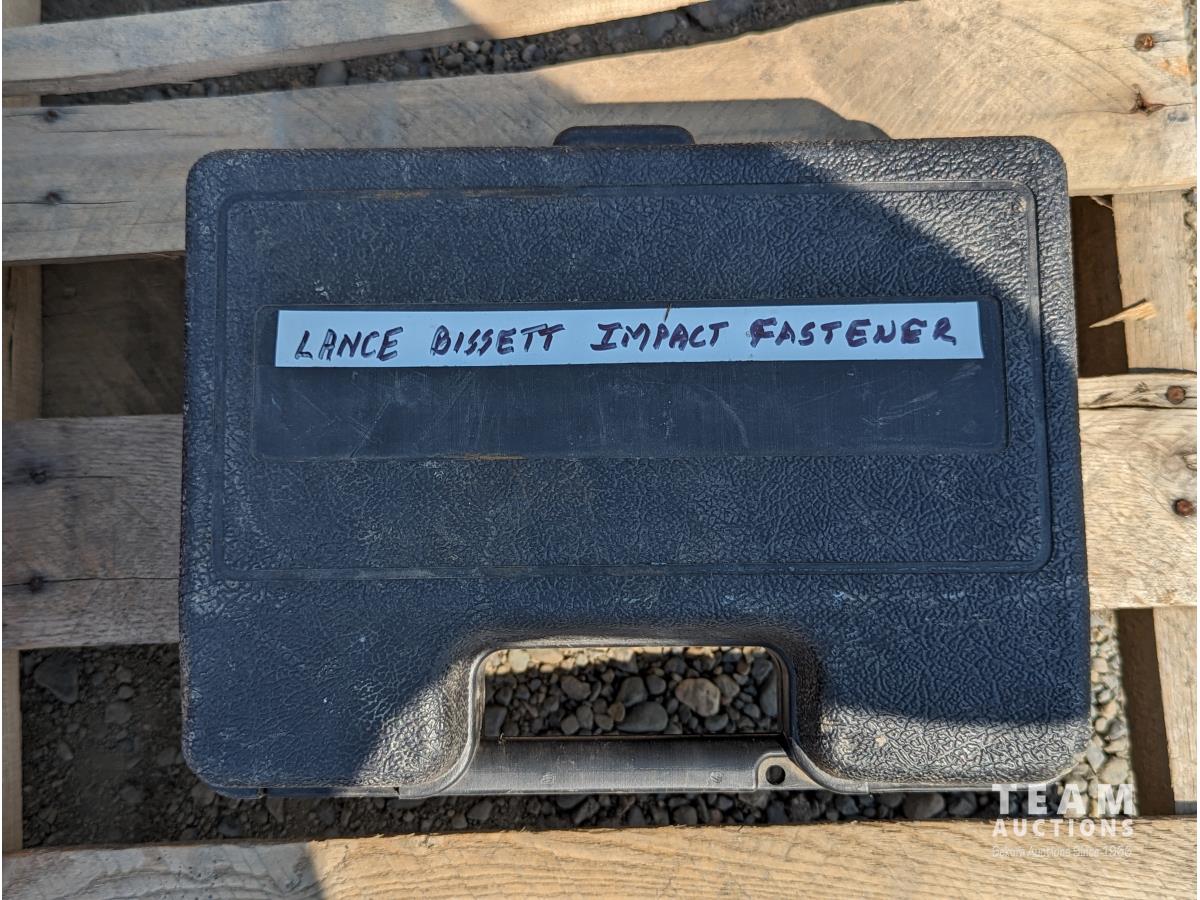 LANCE BISSETT IMPACT FASTENER
TEAM
AUCTIONS